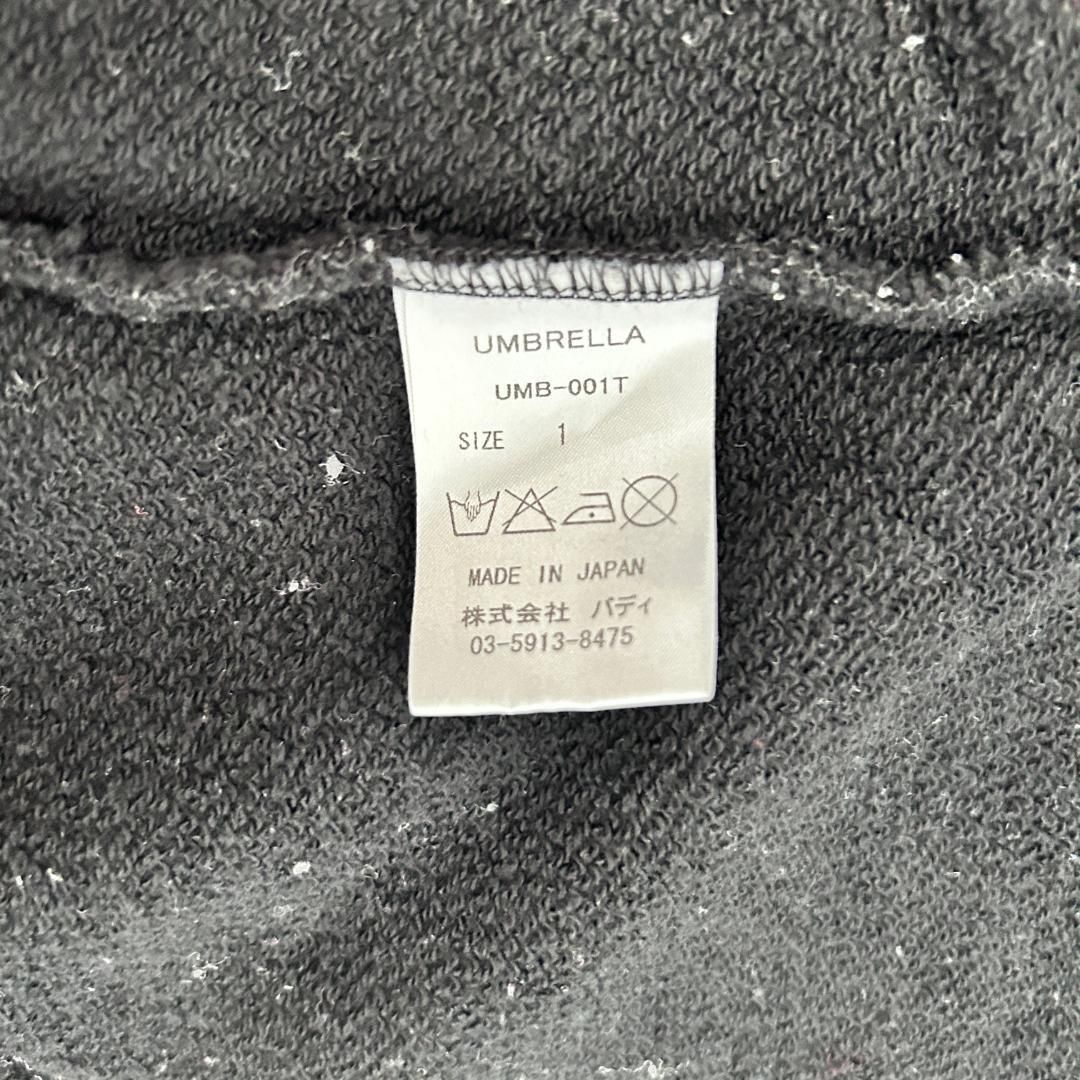 UMBRELLA
UMB-001T
SIZE 1
MADE IN JAPAN
株式会社 バディ
03-5913-8475